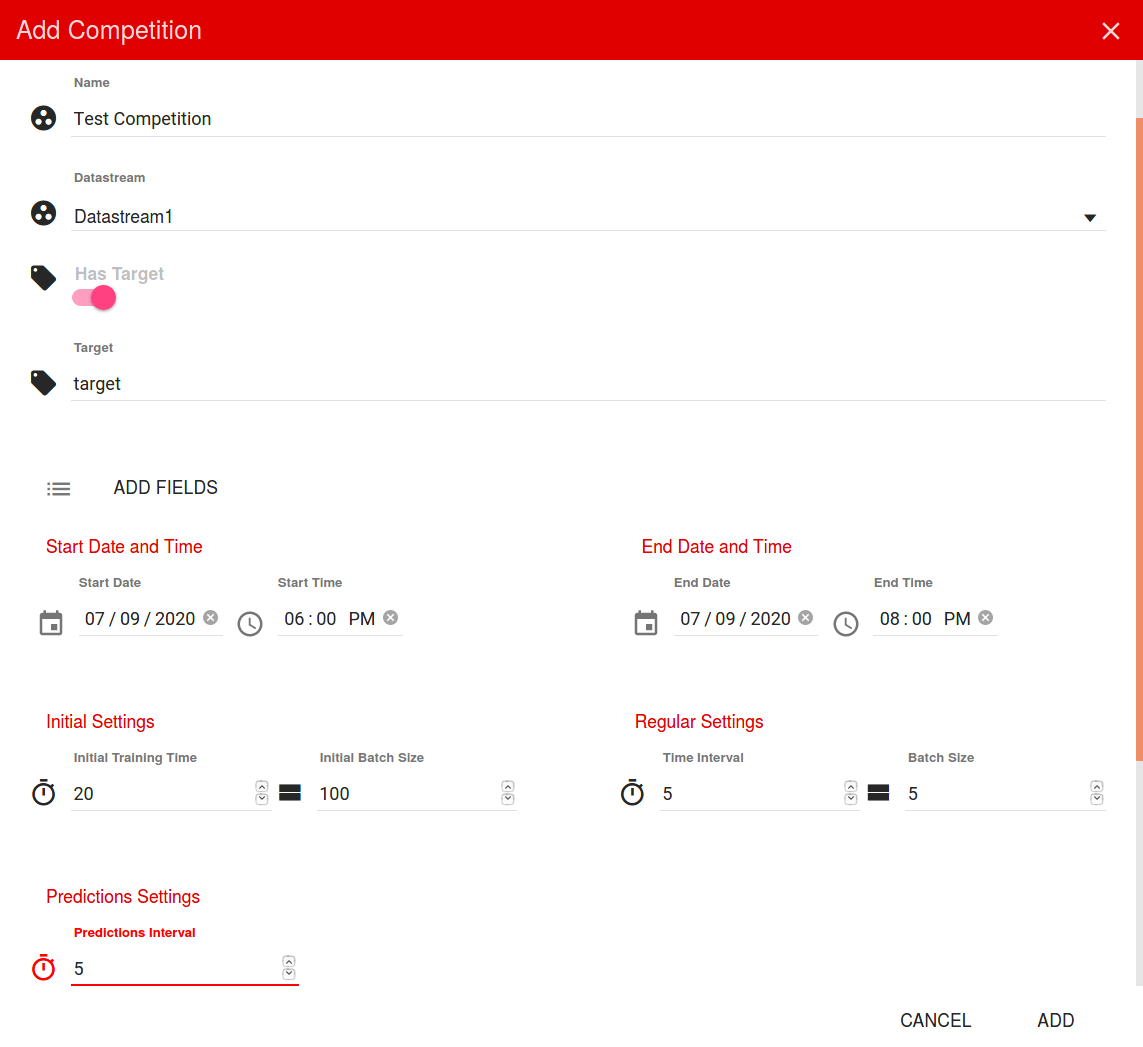 Add Competition
Name
Test Competition
Datastream
Datastream1
Has Target
Target
target
ADD FIELDS
Start Date and Time
End Date and Time
Start Date Start Time End Date End Time
07 / 09 / 2020 06 : 00 PM 07 / 09 / 2020 08 : 00 PM
Initial Settings
Regular Settings
Initial Training Time Initial Batch Size Time Interval Batch Size
20 100 5 5
Predictions Settings
Predictions Interval
5
CANCEL ADD